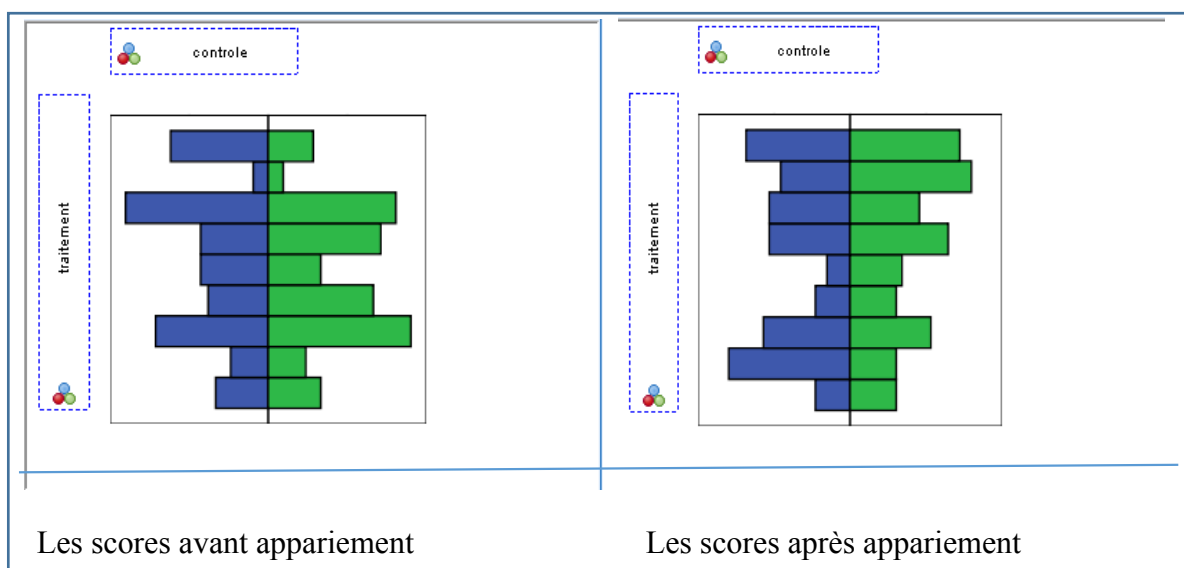 controle
traitement
controle
traitement
Les scores avant appariement
Les scores après appariement